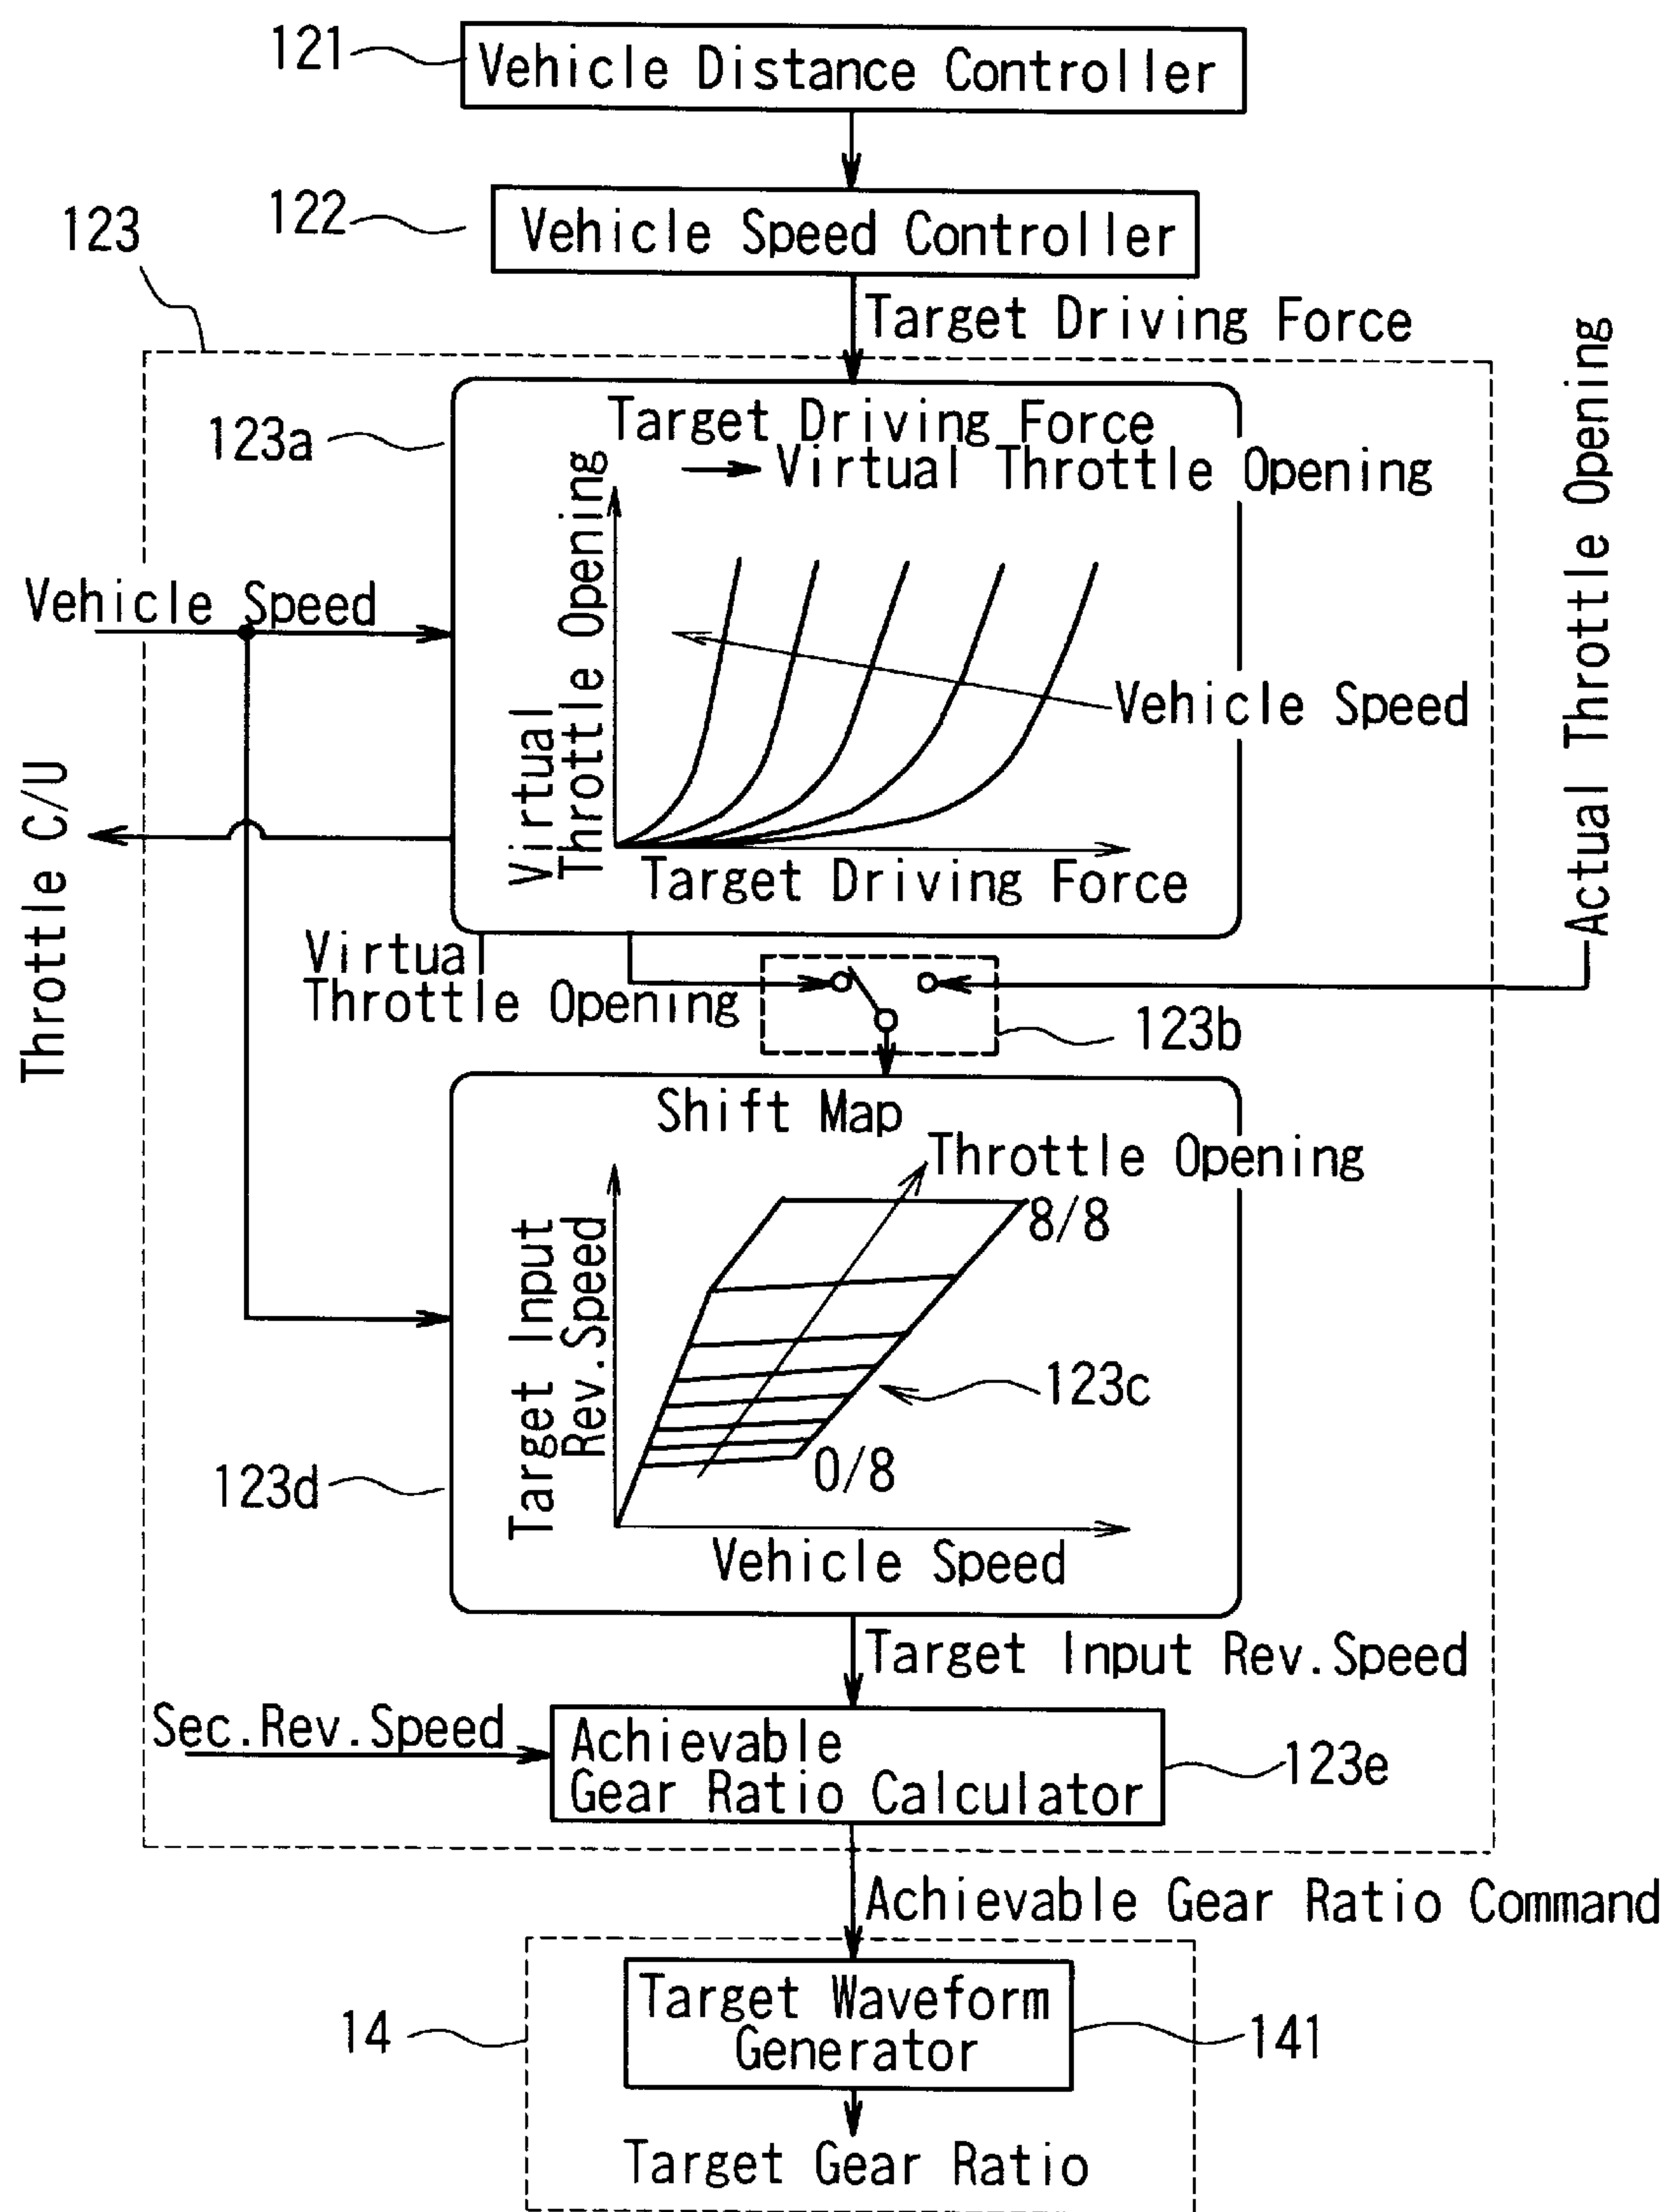 121
Vehicle Distance Controller
122
Vehicle Speed Controller
123
Target Driving Force
123a
Target Driving Force
Virtual Throttle Opening
Virtual
Throttle Opening
Vehicle Speed
Vehicle Speed
Target Driving Force
Throttle C/U
Actual Throttle Opening
Virtual
Throttle Opening
123b
Shift Map
Throttle Opening
8/8
Target Input
Rev.Speed
123c
0/8
123d
Vehicle Speed
Target Input Rev.Speed
Sec.Rev.Speed
Achievable
Gear Ratio Calculator
123e
Achievable Gear Ratio Command
14
Target Waveform
Generator
141
Target Gear Ratio